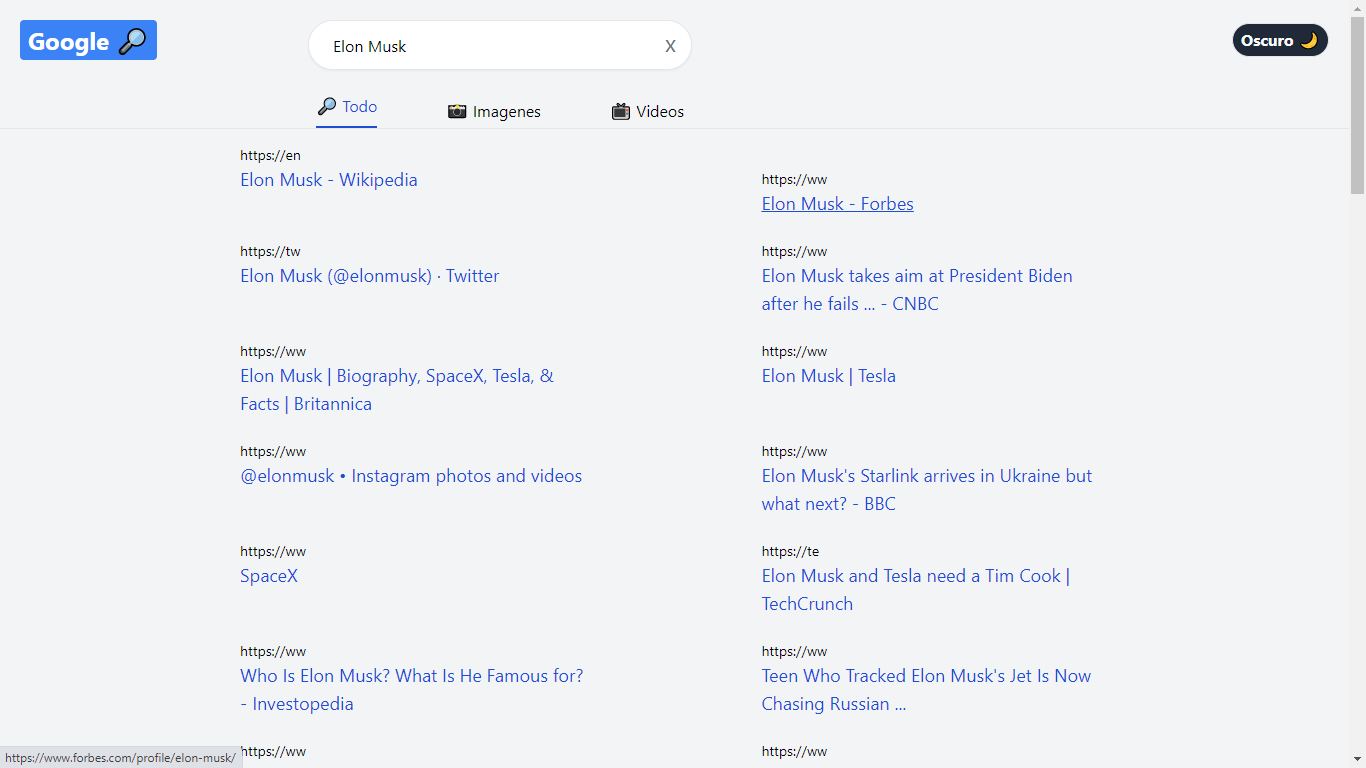 Google
Elon Musk
X
Oscuro
Todo
Imagenes
Videos
https://en
Elon Musk - Wikipedia
https://ww
Elon Musk - Forbes
https://tw
Elon Musk (@elonmusk) · Twitter
https://ww
Elon Musk takes aim at President Biden
after he fails ... - CNBC
https://ww
Elon Musk | Biography, SpaceX, Tesla, &
Facts | Britannica
https://ww
Elon Musk | Tesla
https://ww
@elonmusk • Instagram photos and videos
https://ww
Elon Musk's Starlink arrives in Ukraine but
what next? - BBC
https://ww
SpaceX
https://te
Elon Musk and Tesla need a Tim Cook |
TechCrunch
https://ww
Who Is Elon Musk? What Is He Famous for?
- Investopedia
https://ww
Teen Who Tracked Elon Musk's Jet Is Now
Chasing Russian ...
https://ww
https://ww
https://www.forbes.com/profile/elon-musk/